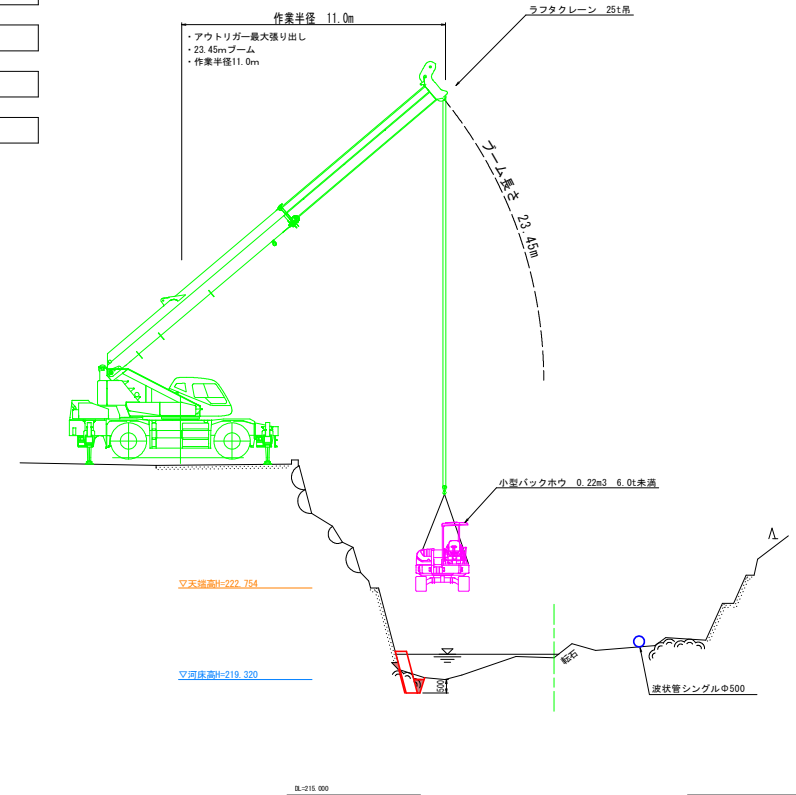 ラフタクレーン 25t吊
作業半径 11.0m
・アウトリガー最大張り出し
・23.45mブーム
・作業半径11.0m
ブーム長さ 23.45m
小型バックホウ 0.22m3 6.0t未満
▽天端高H=222.754
▽河床高H=219.320
転石
500
波状管シングルΦ500
DL=215.000